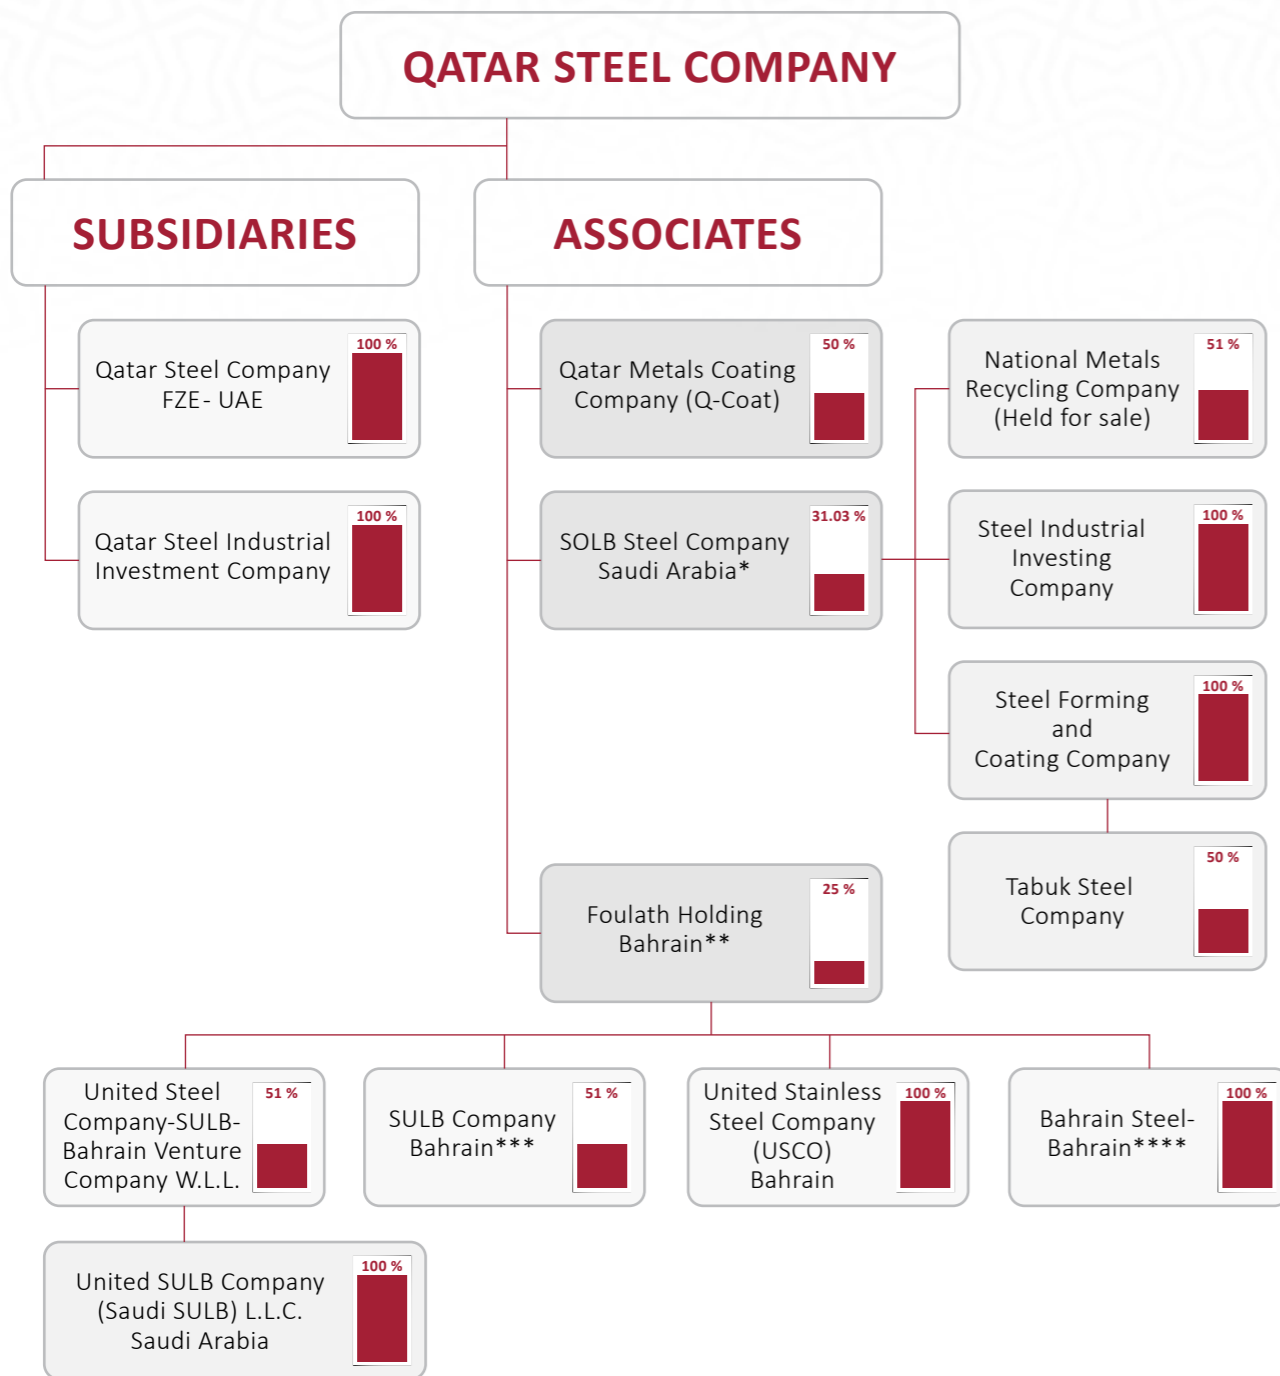 QATAR STEEL COMPANY
SUBSIDIARIES
ASSOCIATES
Qatar Steel Company
FZE- UAE
100 %
Qatar Steel Industrial
Investment Company
100 %
Qatar Metals Coating
Company (Q-Coat)
50 %
SOLB Steel Company
Saudi Arabia*
31.03 %
National Metals
Recycling Company
(Held for sale)
51 %
Steel Industrial
Investing
Company
100 %
Steel Forming
and
Coating Company
100 %
Tabuk Steel
Company
50 %
Foulath Holding
Bahrain**
25 %
United Steel
Company-SULB-
Bahrain Venture
Company W.L.L.
51 %
SULB Company
Bahrain***
51 %
United Stainless
Steel Company
(USCO)
Bahrain
100 %
Bahrain Steel-
Bahrain****
100 %
United SULB Company
(Saudi SULB) L.L.C.
Saudi Arabia
100 %